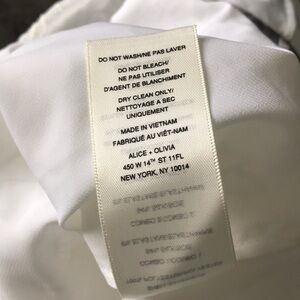 DO NOT WASH/NE PAS LAVER
DO NOT BLEACH/
NE PAS UTILISER
D'AGENT DE BLANCHIMENT
DRY CLEAN ONLY/
NETTOYAGE A SEC
UNIQUEMENT
MADE IN VIETNAM
FABRIQUÉ AU VIÊT-NAM
ALICE + OLIVIA
450 W 14TH ST 11FL
NEW YORK, NY 10014